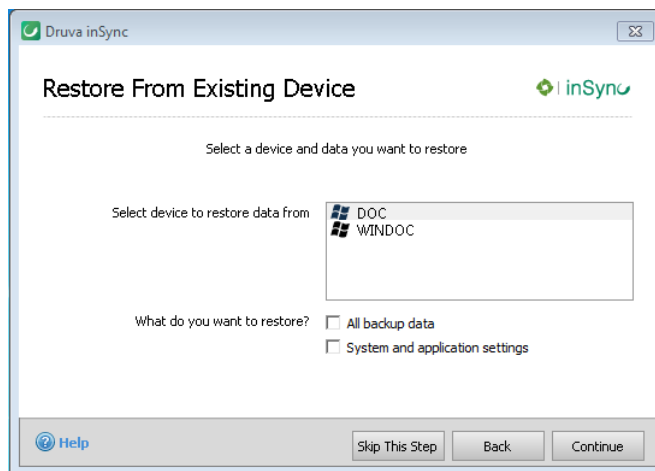 Druva inSync
Restore From Existing Device
inSync
Select a device and data you want to restore
Select device to restore data from
DOC
WINDOC
What do you want to restore?
All backup data
System and application settings
Help
Skip This Step
Back
Continue